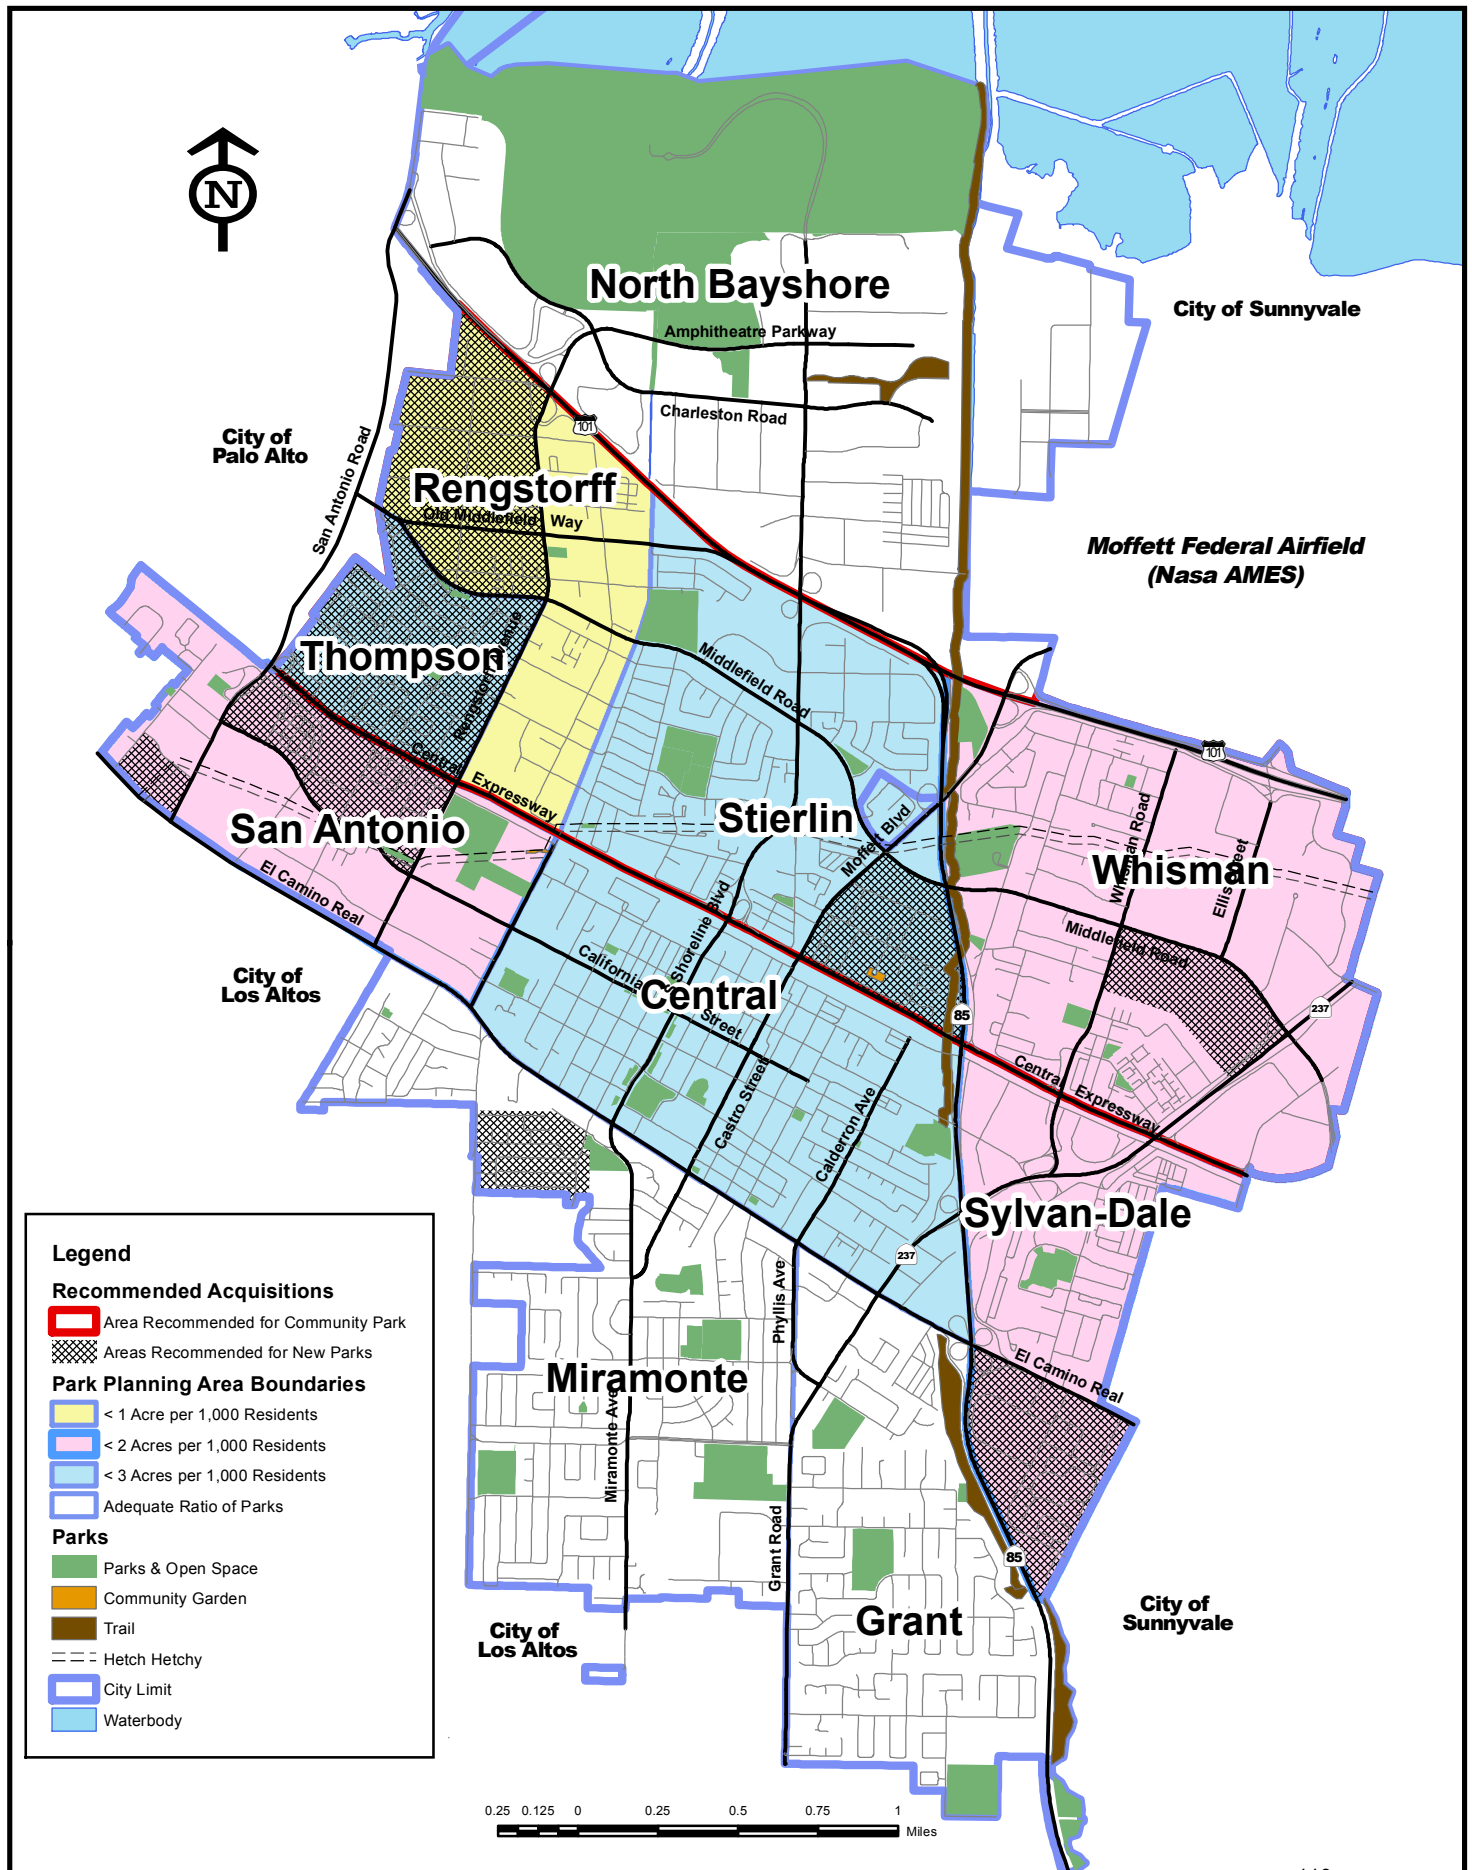 N
North Bayshore
City of Sunnyvale
Amphitheatre Parkway
Charleston Road
101
City of
Palo Alto
San Antonio Road
Rengstorff
Old Middlefield Way
Moffett Federal Airfield
(Nasa AMES)
Thompson
Rengstorff Avenue
Middlefield Road
Central Expressway
101
San Antonio
Stierlin
Moffett Blvd
Whisman Road
Whisman
Ellis Street
El Camino Real
Shoreline Blvd
Middlefield Road
City of
Los Altos
California Street
Central
85
237
Castro Street
Calderron Ave
Central Expressway
Sylvan-Dale
237
Phyllis Ave
El Camino Real
Miramonte
Miramonte Ave
Grant Road
85
Grant
City of
Los Altos
City of
Sunnyvale
Legend
Recommended Acquisitions
Area Recommended for Community Park
Areas Recommended for New Parks
Park Planning Area Boundaries
< 1 Acre per 1,000 Residents
< 2 Acres per 1,000 Residents
< 3 Acres per 1,000 Residents
Adequate Ratio of Parks
Parks
Parks & Open Space
Community Garden
Trail
Hetch Hetchy
City Limit
Waterbody
0.25 0.125 0 0.25 0.5 0.75 1
Miles